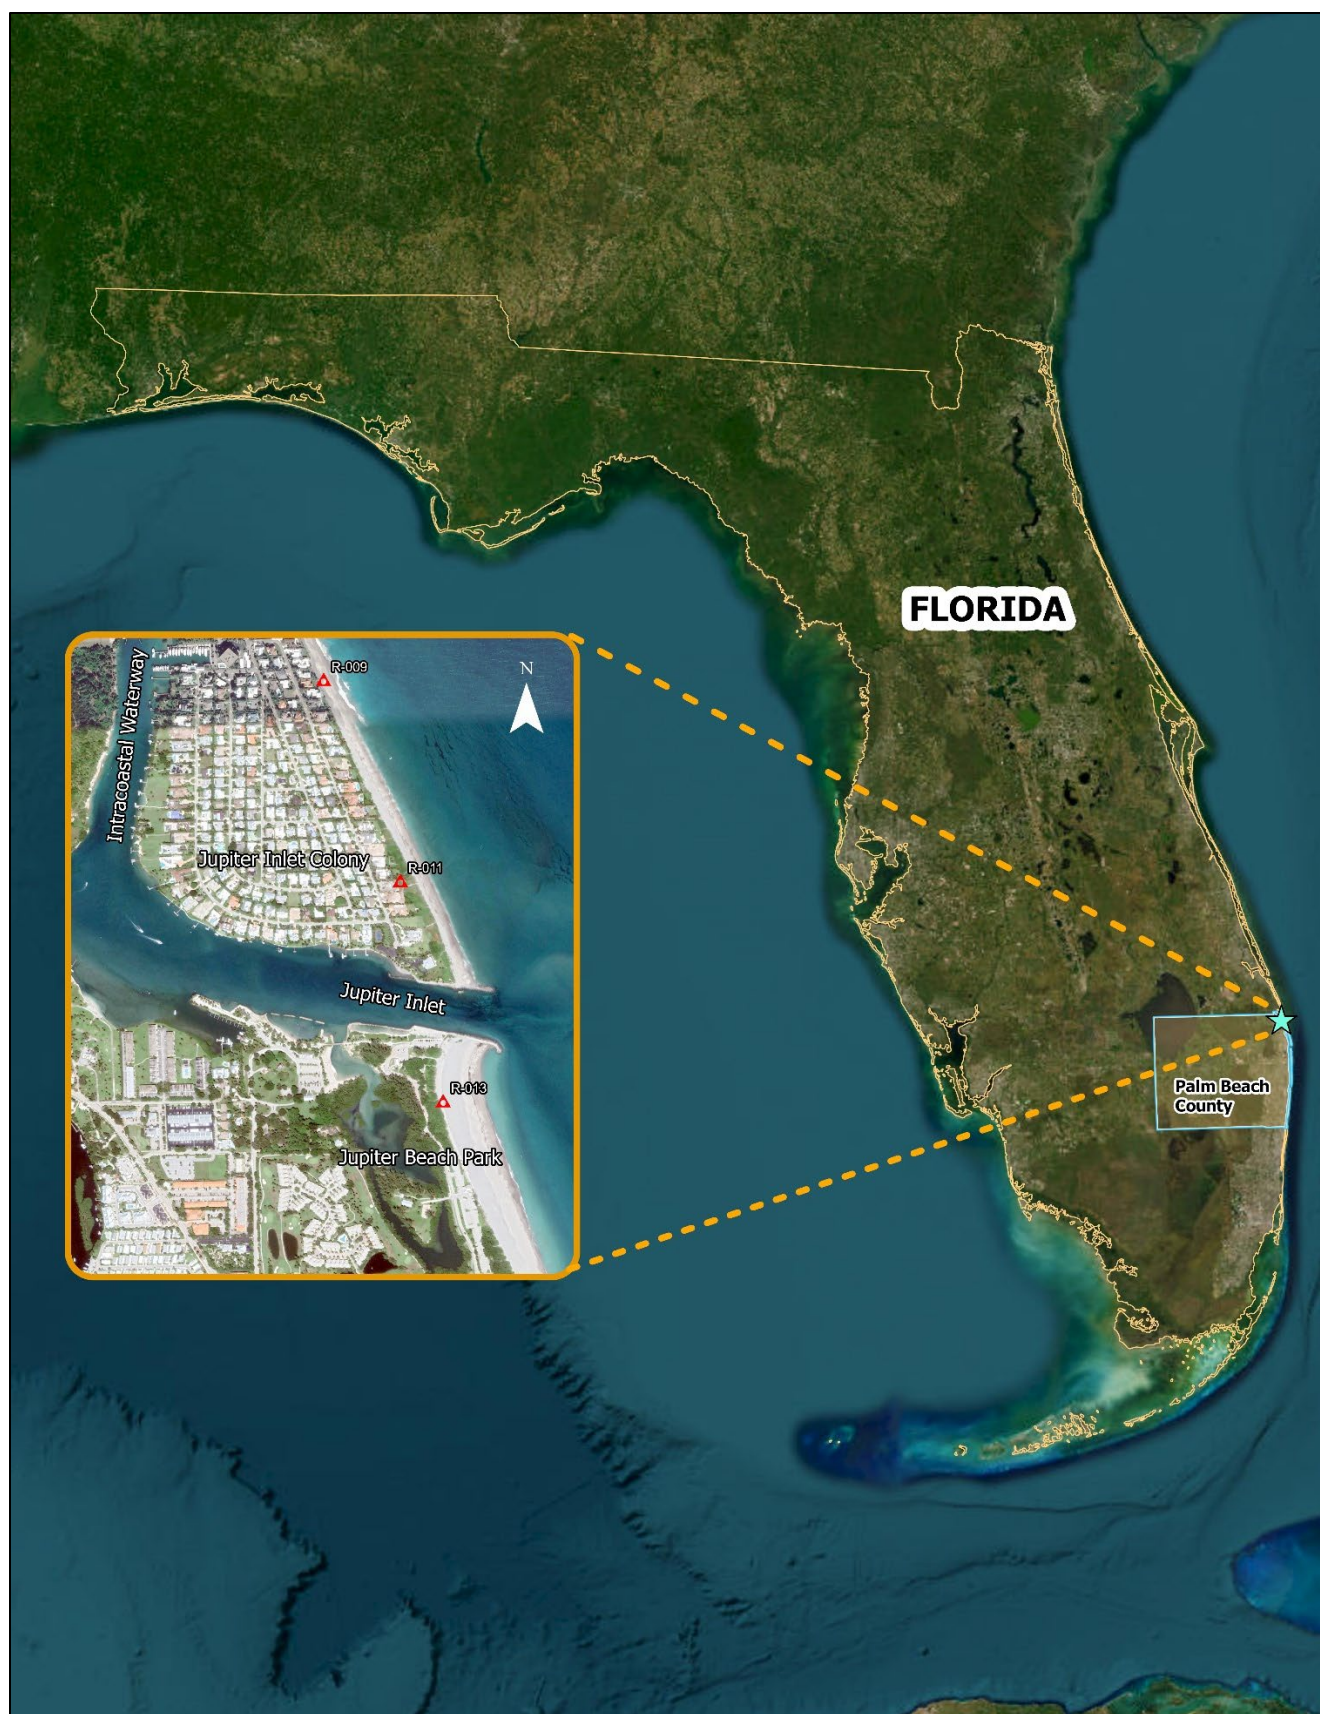 FLORIDA
N
R-009
Intracoastal Waterway
Jupiter Inlet Colony
R-011
Jupiter Inlet
R-013
Jupiter Beach Park
Palm Beach
County